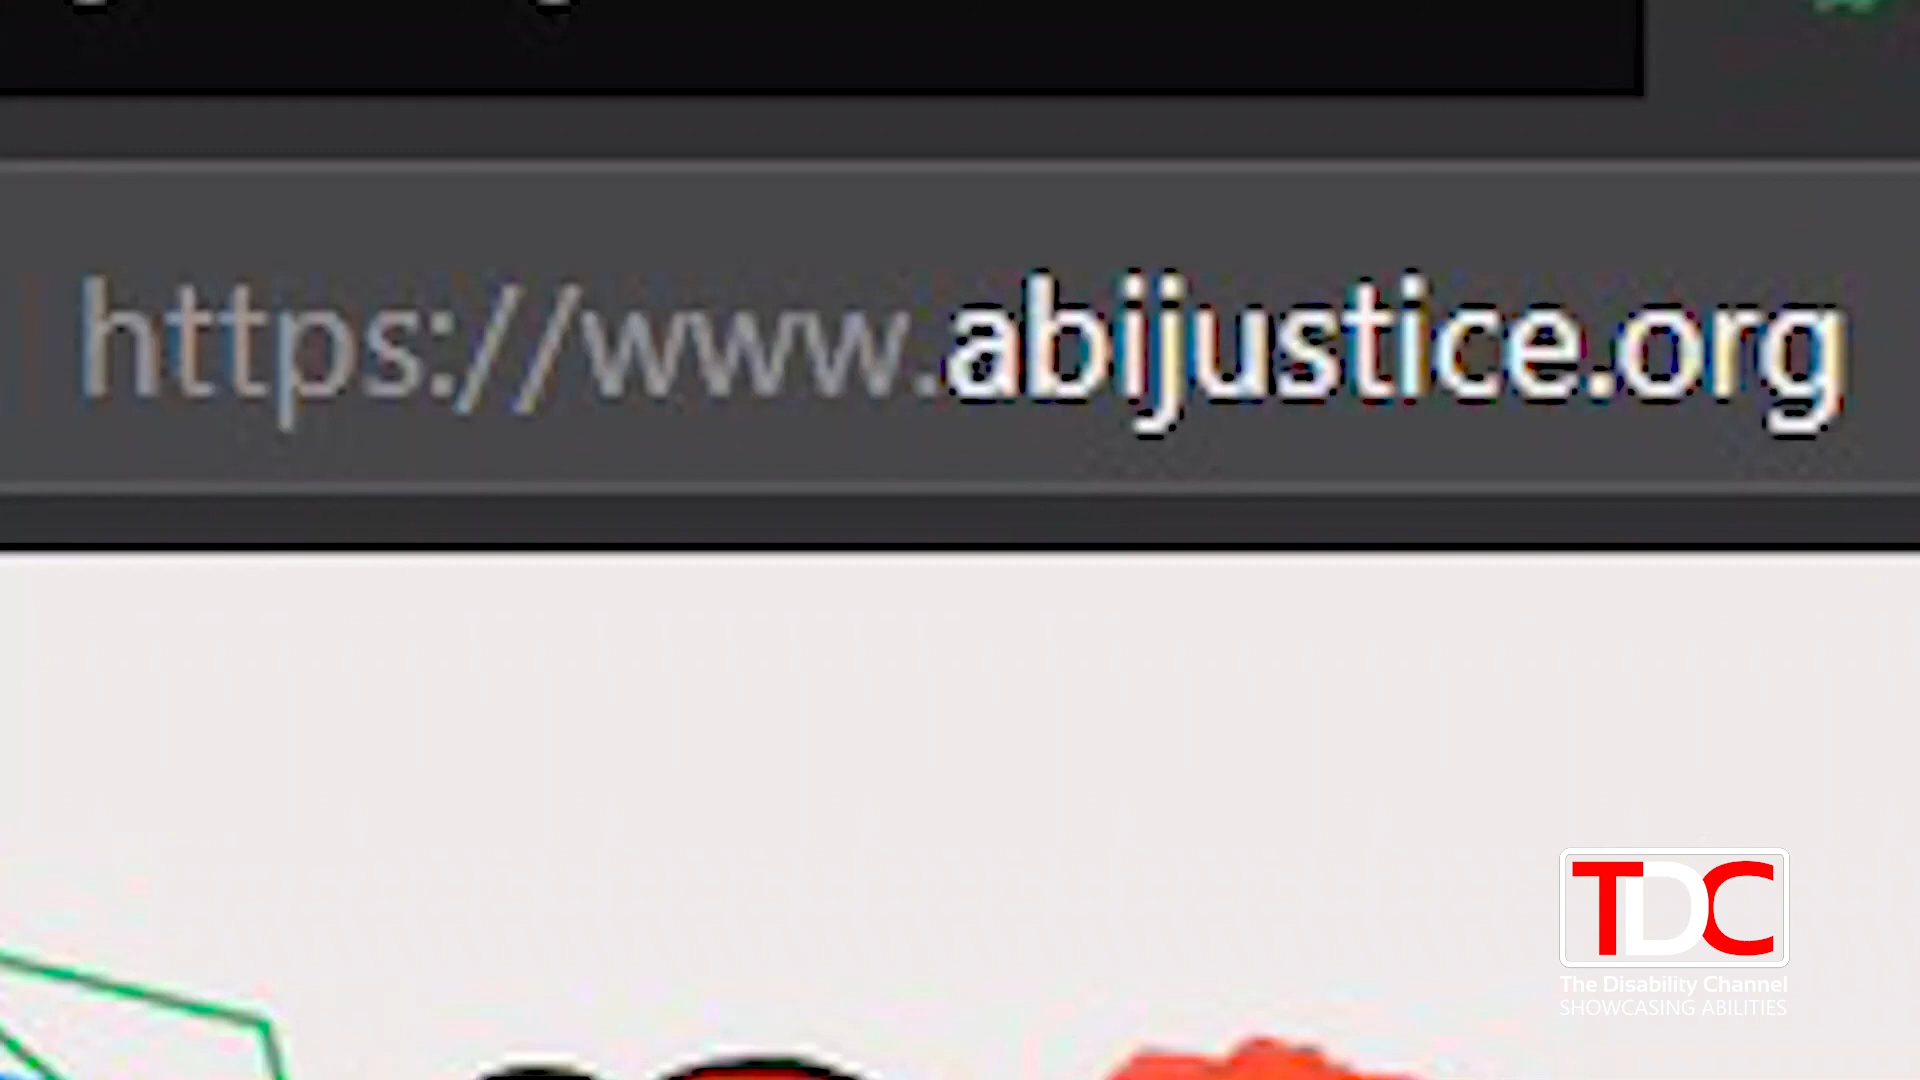 https://www.abijustice.org
TDC
The Disability Channel
SHOWCASING ABILITIES